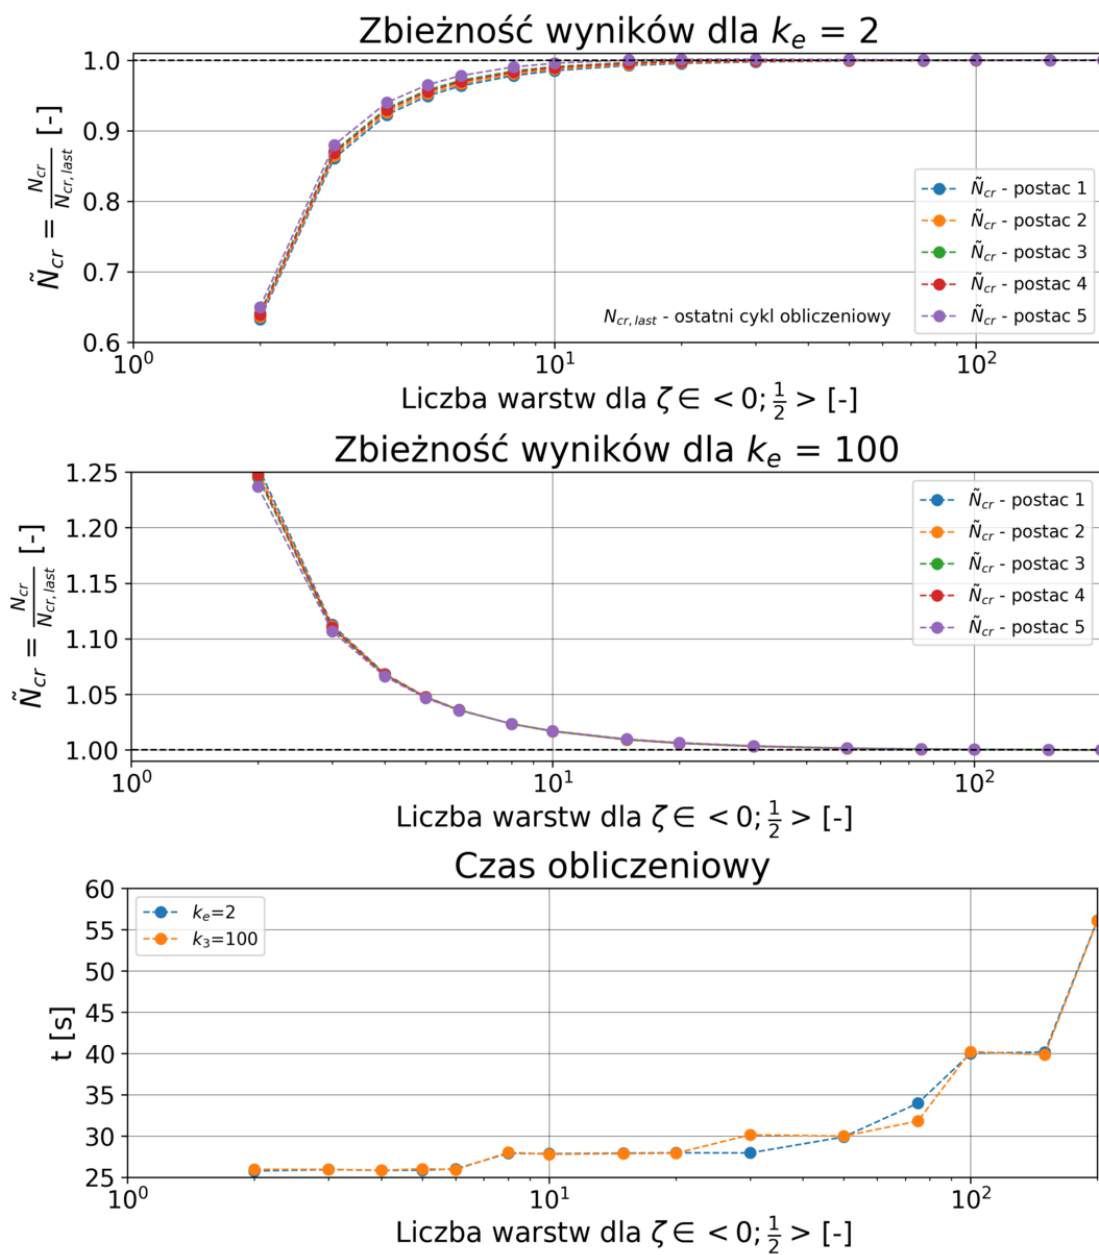 Zbieżność wyników dla k_e = 2
1.0
0.9
0.8
0.7
0.6
Ñ_cr = N_cr / N_cr,last [-]
Ñ_cr - postac 1
Ñ_cr - postac 2
Ñ_cr - postac 3
Ñ_cr - postac 4
Ñ_cr - postac 5
N_cr,last - ostatni cykl obliczeniowy
10^0 10^1 10^2
Liczba warstw dla ζ ∈ < 0; 1/2 > [-]
Zbieżność wyników dla k_e = 100
1.25
1.20
1.15
1.10
1.05
1.00
Ñ_cr = N_cr / N_cr,last [-]
Ñ_cr - postac 1
Ñ_cr - postac 2
Ñ_cr - postac 3
Ñ_cr - postac 4
Ñ_cr - postac 5
10^0 10^1 10^2
Liczba warstw dla ζ ∈ < 0; 1/2 > [-]
Czas obliczeniowy
60
55
50
45
40
35
30
25
t [s]
k_e=2
k_3=100
10^0 10^1 10^2
Liczba warstw dla ζ ∈ < 0; 1/2 > [-]